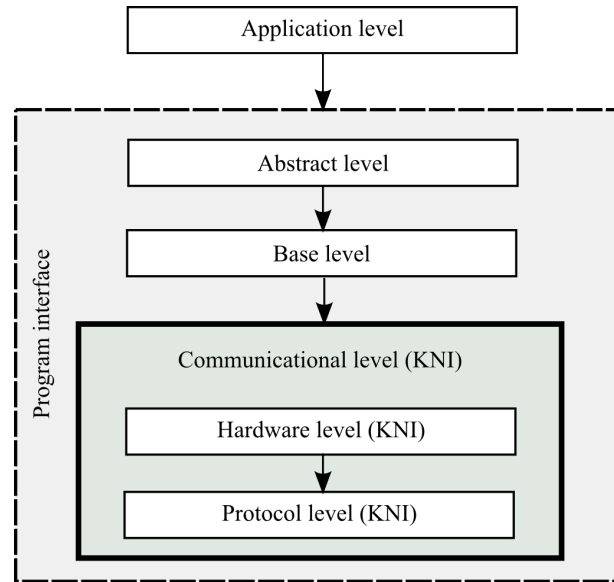 Application level
Program interface
Abstract level
Base level
Communicational level (KNI)
Hardware level (KNI)
Protocol level (KNI)